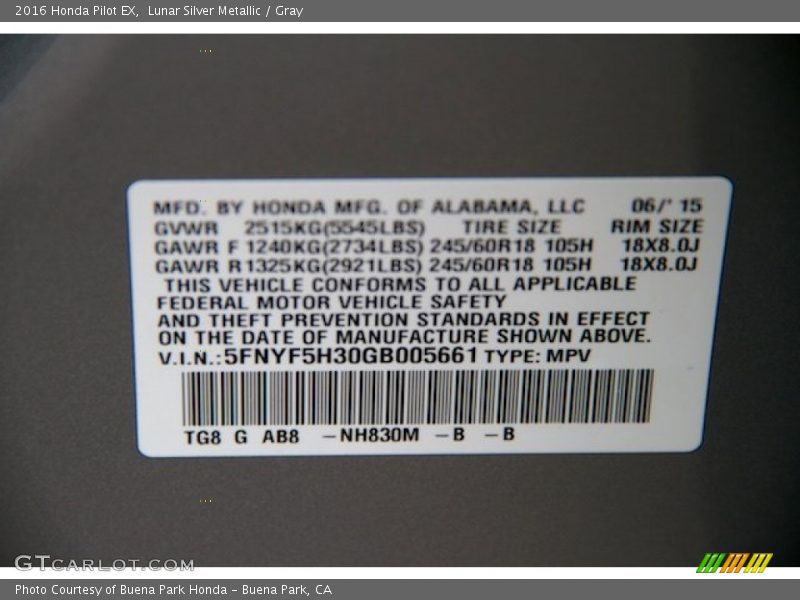 2016 Honda Pilot EX,  Lunar Silver Metallic / Gray
MFD. BY HONDA MFG. OF ALABAMA, LLC 06/' 15
GVWR 2515KG(5545LBS) TIRE SIZE RIM SIZE
GAWR F 1240KG(2734LBS) 245/60R18 105H 18X8.0J
GAWR R 1325KG(2921LBS) 245/60R18 105H 18X8.0J
THIS VEHICLE CONFORMS TO ALL APPLICABLE
FEDERAL MOTOR VEHICLE SAFETY
AND THEFT PREVENTION STANDARDS IN EFFECT
ON THE DATE OF MANUFACTURE SHOWN ABOVE.
V.I.N.:5FNYF5H30GB005661 TYPE: MPV
TG8 G AB8 -NH830M -B -B
GTCARLOT.COM
Photo Courtesy of Buena Park Honda - Buena Park, CA